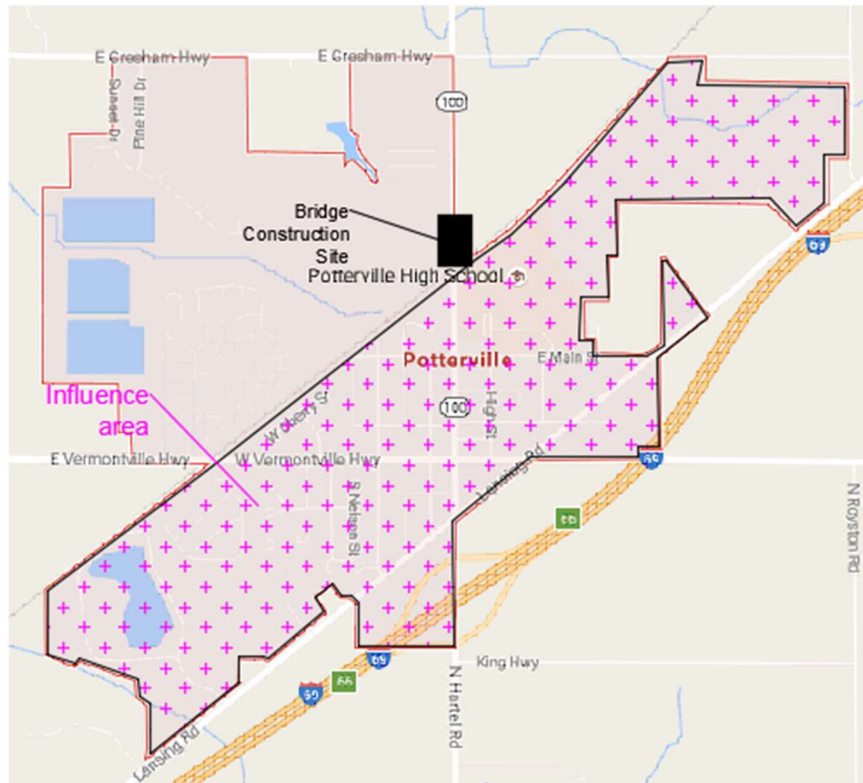 E Gresham Hwy
E Gresham Hwy
Sunset Dr
Pine Hill Dr
100
Bridge
Construction
Site
69
Potterville High School
Potterville
E Main St
Influence
area
W Cherry St
100
High St
E Vermontville Hwy
W Vermontville Hwy
Lansing Rd
69
S Nelson St
N Royston Rd
King Hwy
69
69
N Hartel Rd
Lansing Rd